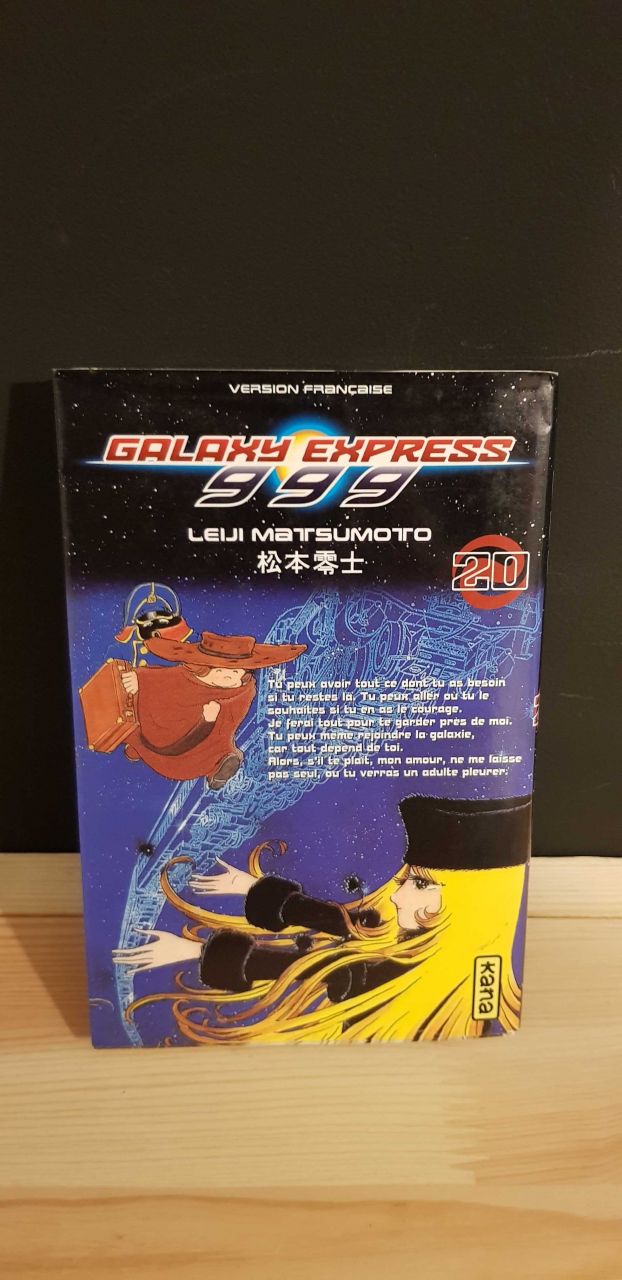 VERSION FRANÇAISE
GALAXY EXPRESS
999
LEIJI MATSUMOTO
松本零士
20
Tu peux avoir tout ce dont tu as besoin
si tu restes là. Tu peux aller où tu le
souhaites si tu en as le courage.
Je ferai tout pour te garder près de moi.
Tu peux même rejoindre la galaxie,
car tout dépend de toi.
Alors, s'il te plaît, mon amour, ne me laisse
pas seul, ou tu verras un adulte pleurer.
kana